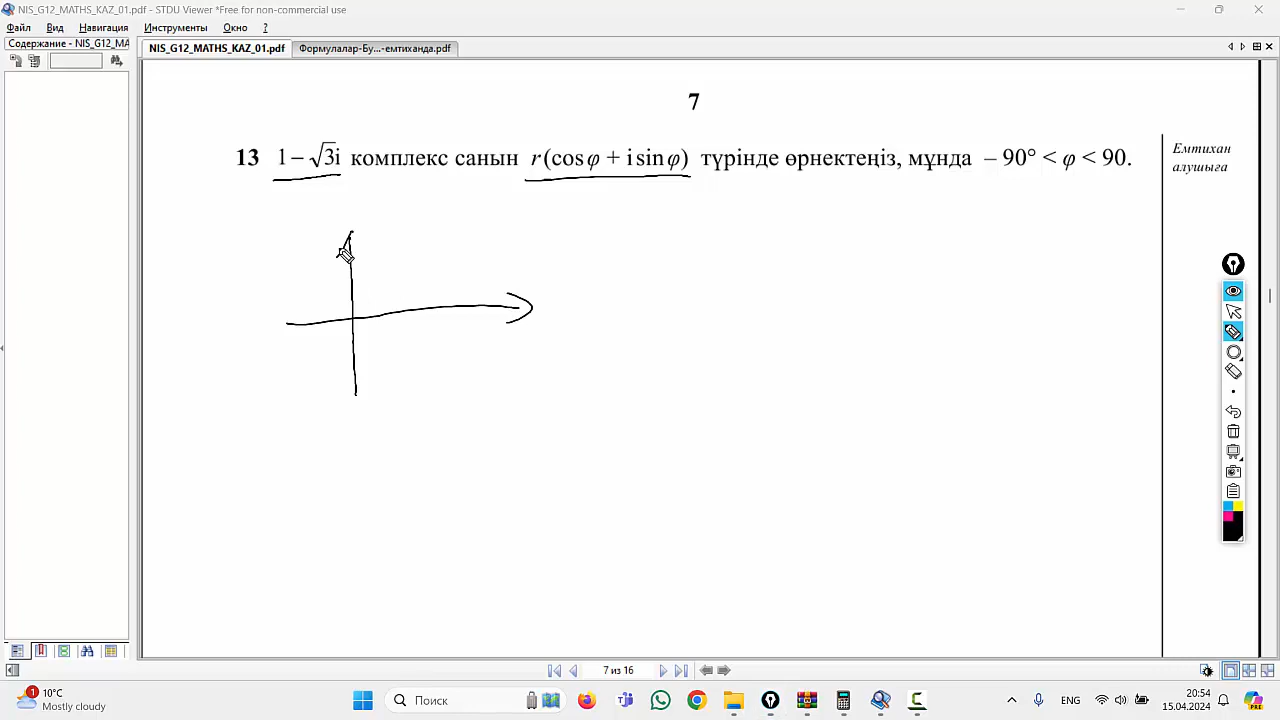 NIS_G12_MATHS_KAZ_01.pdf - STDU Viewer *Free for non-commercial use
Файл Вид Навигация Инструменты Окно ?
Содержание - NIS_G12_MA
NIS_G12_MATHS_KAZ_01.pdf Формулалар-Бу...-емтиханда.pdf
7
13 1 – √3i комплекс санын r(cos φ + i sin φ) түрінде өрнектеңіз, мұнда – 90° < φ < 90.
Емтихан
алушыға
7 из 16
1
10°C
Mostly cloudy
Поиск
ENG
20:54
15.04.2024
PRE